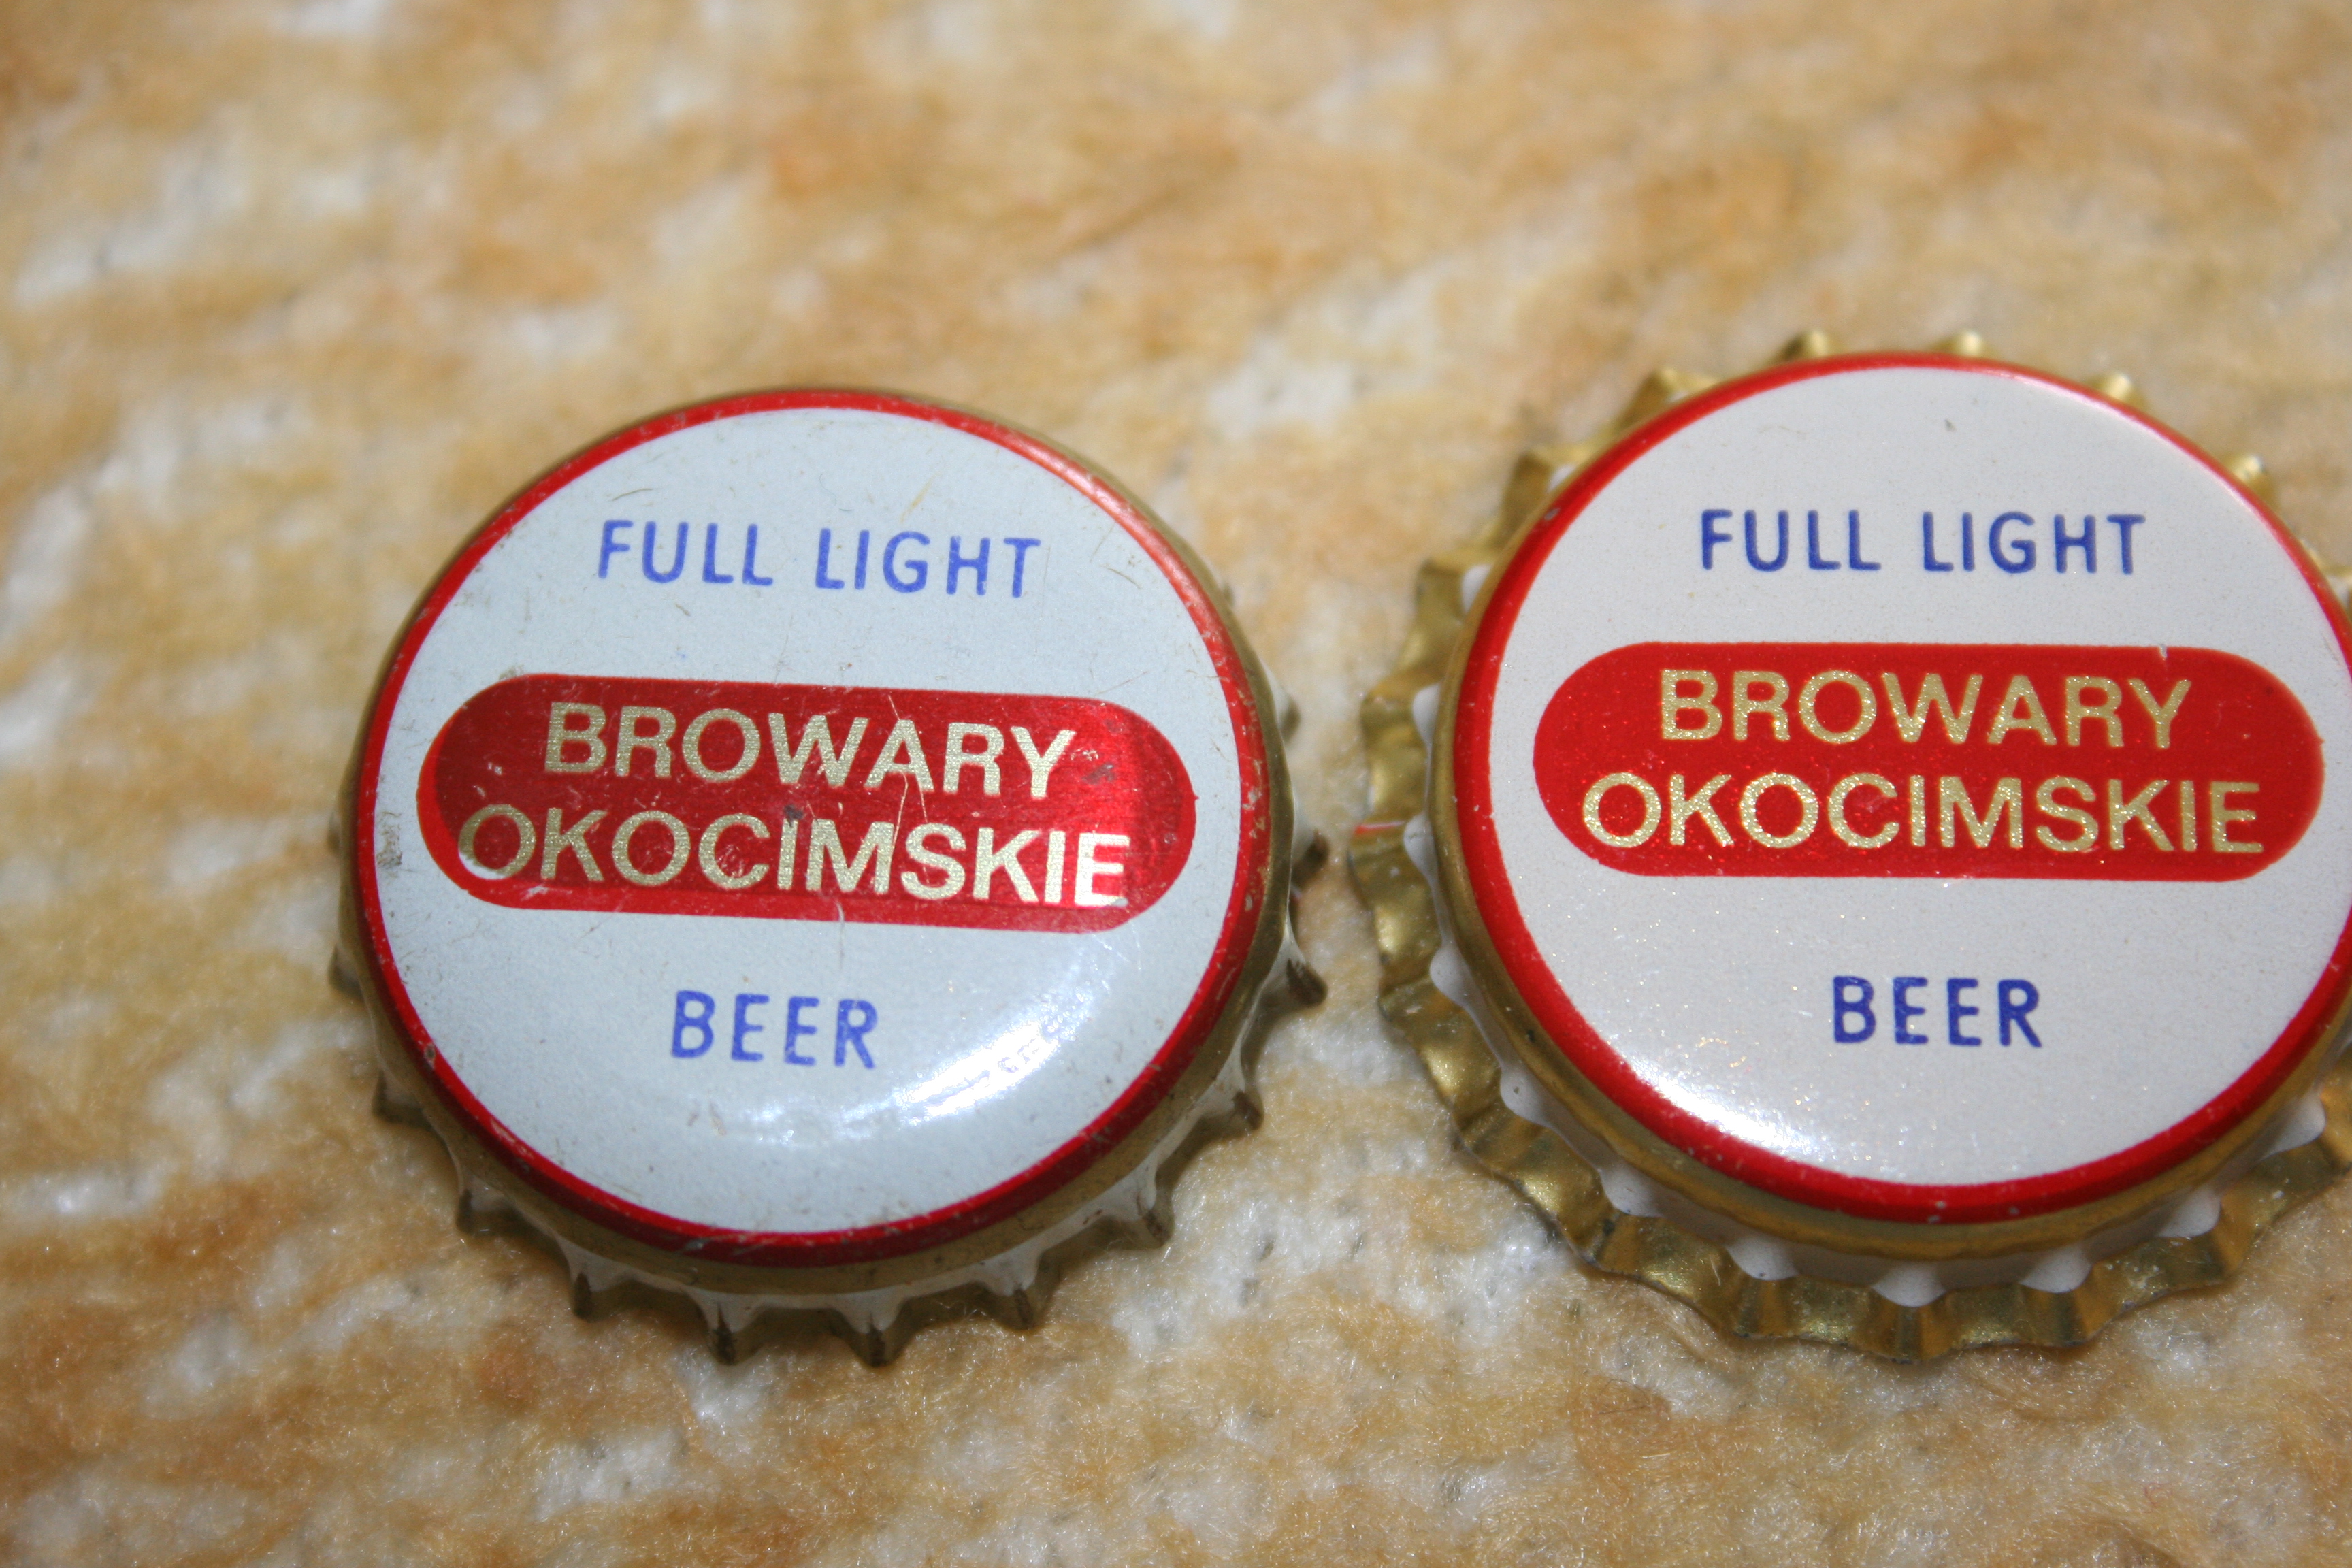 FULL LIGHT
BROWARY
OKOCIMSKIE
BEER
FULL LIGHT
BROWARY
OKOCIMSKIE
BEER